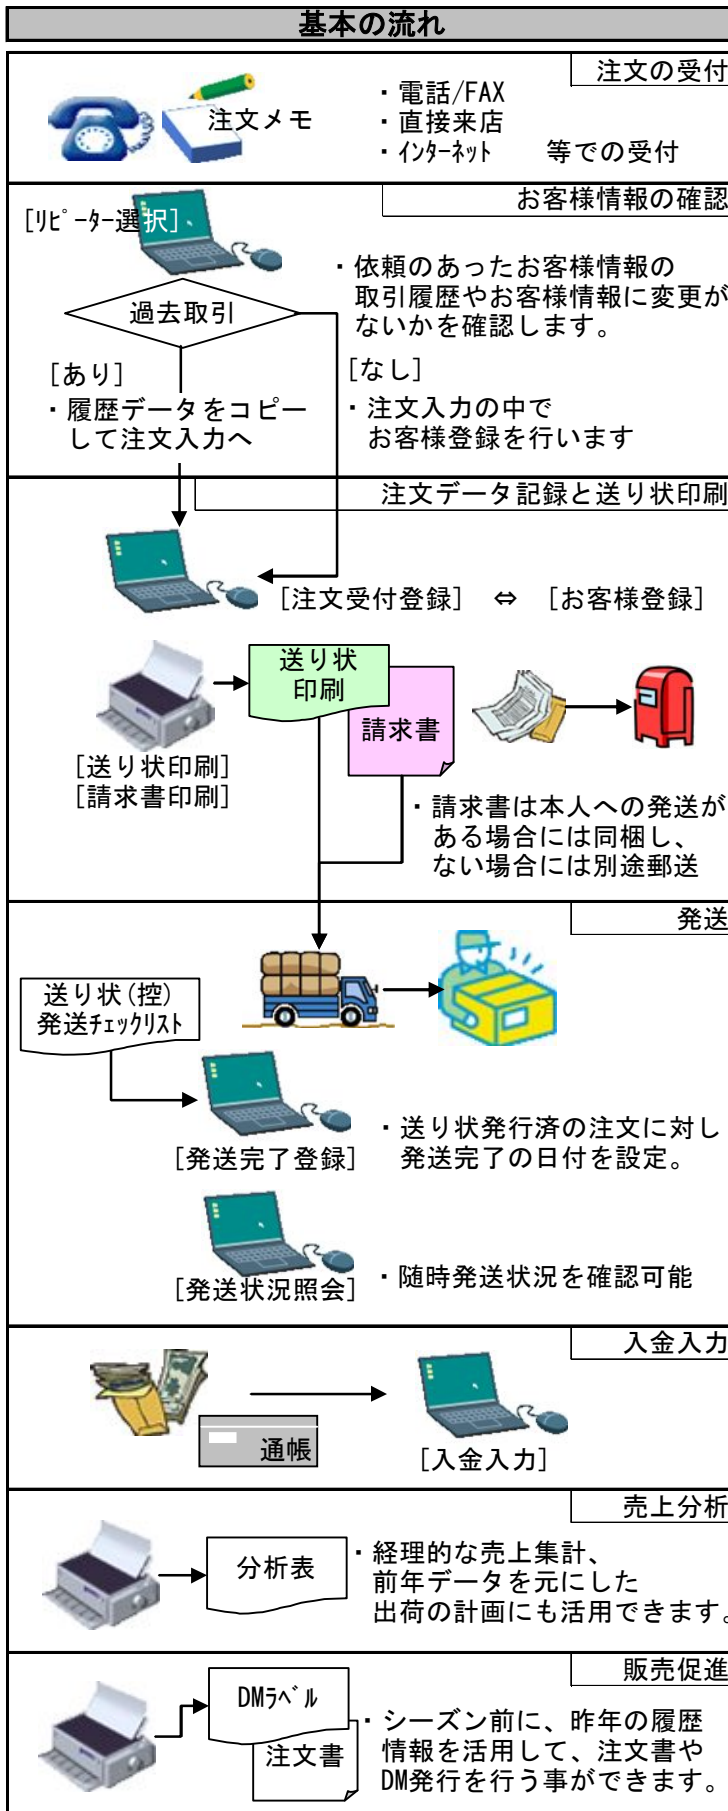 基本の流れ
注文の受付
注文メモ
・電話/FAX
・直接来店
・ｲﾝﾀｰﾈｯﾄ　等での受付
お客様情報の確認
[ﾘﾋﾟｰﾀｰ選択]
・依頼のあったお客様情報の
取引履歴やお客様情報に変更が
ないかを確認します。
過去取引
[あり]
・履歴データをコピー
して注文入力へ
[なし]
・注文入力の中で
お客様登録を行います
注文データ記録と送り状印刷
[注文受付登録]　⇔　[お客様登録]
送り状
印刷
請求書
[送り状印刷]
[請求書印刷]
・請求書は本人への発送が
ある場合には同梱し、
ない場合には別途郵送
発送
送り状(控)
発送ﾁｪｯｸﾘｽﾄ
[発送完了登録]
・送り状発行済の注文に対し
発送完了の日付を設定。
[発送状況照会]
・随時発送状況を確認可能
入金入力
通帳
[入金入力]
売上分析
分析表
・経理的な売上集計、
前年データを元にした
出荷の計画にも活用できます。
販売促進
DMﾗﾍﾞﾙ
注文書
・シーズン前に、昨年の履歴
情報を活用して、注文書や
DM発行を行う事ができます。